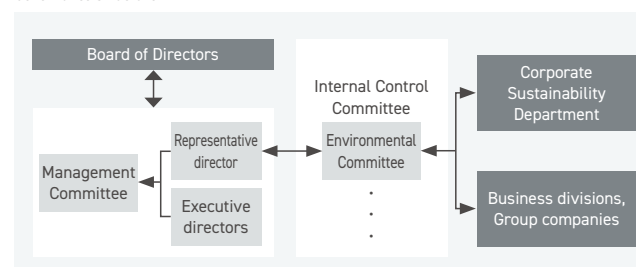 Board of Directors
Management
Committee
Representative
director
Executive
directors
Internal Control
Committee
Environmental
Committee
Corporate
Sustainability
Department
Business divisions,
Group companies